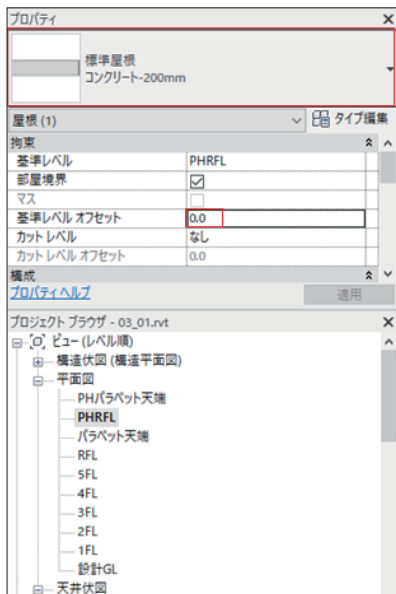 プロパティ
標準屋根
コンクリート-200mm
屋根 (1)
タイプ編集
拘束
基準レベル PHRFL
部屋境界
マス
基準レベル オフセット 0.0
カット レベル なし
カット レベル オフセット 0.0
構成
プロパティ ヘルプ 適用
プロジェクト ブラウザ - 03_01.rvt
ビュー (レベル順)
構造伏図 (構造平面図)
平面図
PHパラペット天端
PHRFL
パラペット天端
RFL
5FL
4FL
3FL
2FL
1FL
設計GL
天井伏図